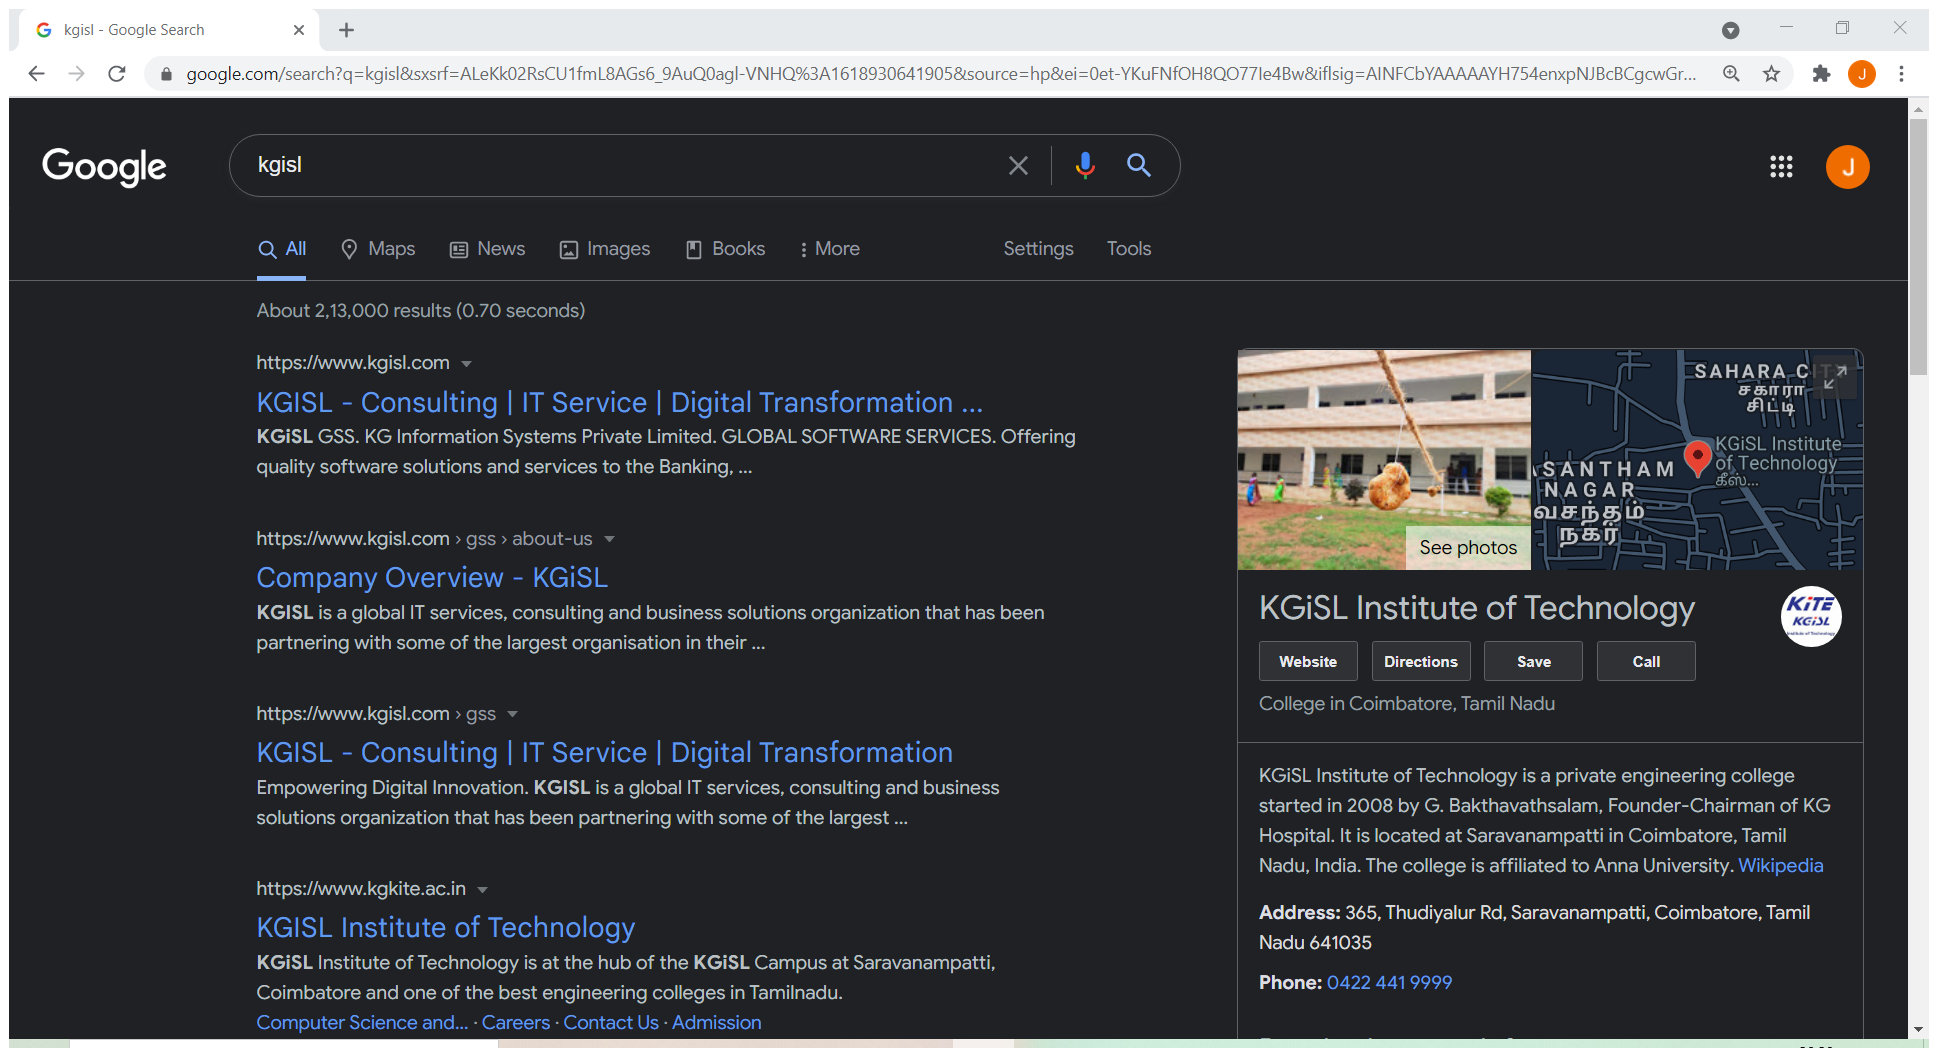 kgisl - Google Search
google.com/search?q=kgisl&sxsrf=ALeKk02RsCU1fmL8AGs6_9AuQ0agl-VNHQ%3A1618930641905&source=hp&ei=0et-YKuFNfOH8QO77Ie4Bw&iflsig=AINFCbYAAAAAYH754enxpNJBcBCgcwGr...
J
Google
kgisl
J
All Maps News Images Books More Settings Tools
About 2,13,000 results (0.70 seconds)
https://www.kgisl.com
KGISL - Consulting | IT Service | Digital Transformation ...
KGiSL GSS. KG Information Systems Private Limited. GLOBAL SOFTWARE SERVICES. Offering
quality software solutions and services to the Banking, ...
https://www.kgisl.com › gss › about-us
Company Overview - KGiSL
KGISL is a global IT services, consulting and business solutions organization that has been
partnering with some of the largest organisation in their ...
https://www.kgisl.com › gss
KGISL - Consulting | IT Service | Digital Transformation
Empowering Digital Innovation. KGISL is a global IT services, consulting and business
solutions organization that has been partnering with some of the largest ...
https://www.kgkite.ac.in
KGISL Institute of Technology
KGiSL Institute of Technology is at the hub of the KGiSL Campus at Saravanampatti,
Coimbatore and one of the best engineering colleges in Tamilnadu.
Computer Science and... · Careers · Contact Us · Admission
See photos
SAHARA CITY
சகாரா
சிட்டி
KGiSL Institute
of Technology
கீஸ்...
VASANTHAM
NAGAR
வசந்தம்
நகர்
KGiSL Institute of Technology
KiTE
KGiSL
Institute of Technology
Website Directions Save Call
College in Coimbatore, Tamil Nadu
KGiSL Institute of Technology is a private engineering college
started in 2008 by G. Bakthavathsalam, Founder-Chairman of KG
Hospital. It is located at Saravanampatti in Coimbatore, Tamil
Nadu, India. The college is affiliated to Anna University. Wikipedia
Address: 365, Thudiyalur Rd, Saravanampatti, Coimbatore, Tamil
Nadu 641035
Phone: 0422 441 9999